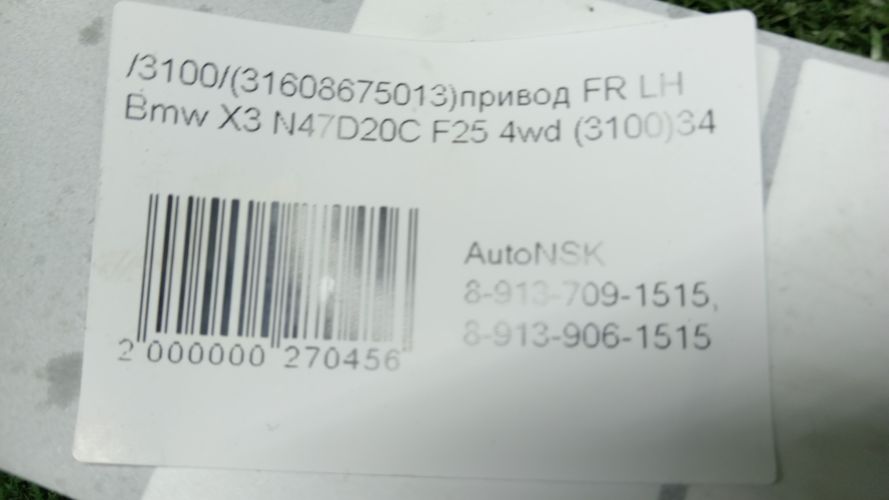 /3100/(31608675013)привод FR LH
Bmw X3 N47D20C F25 4wd (3100)34
AutoNSK
8-913-709-1515,
8-913-906-1515
2 000000 270456